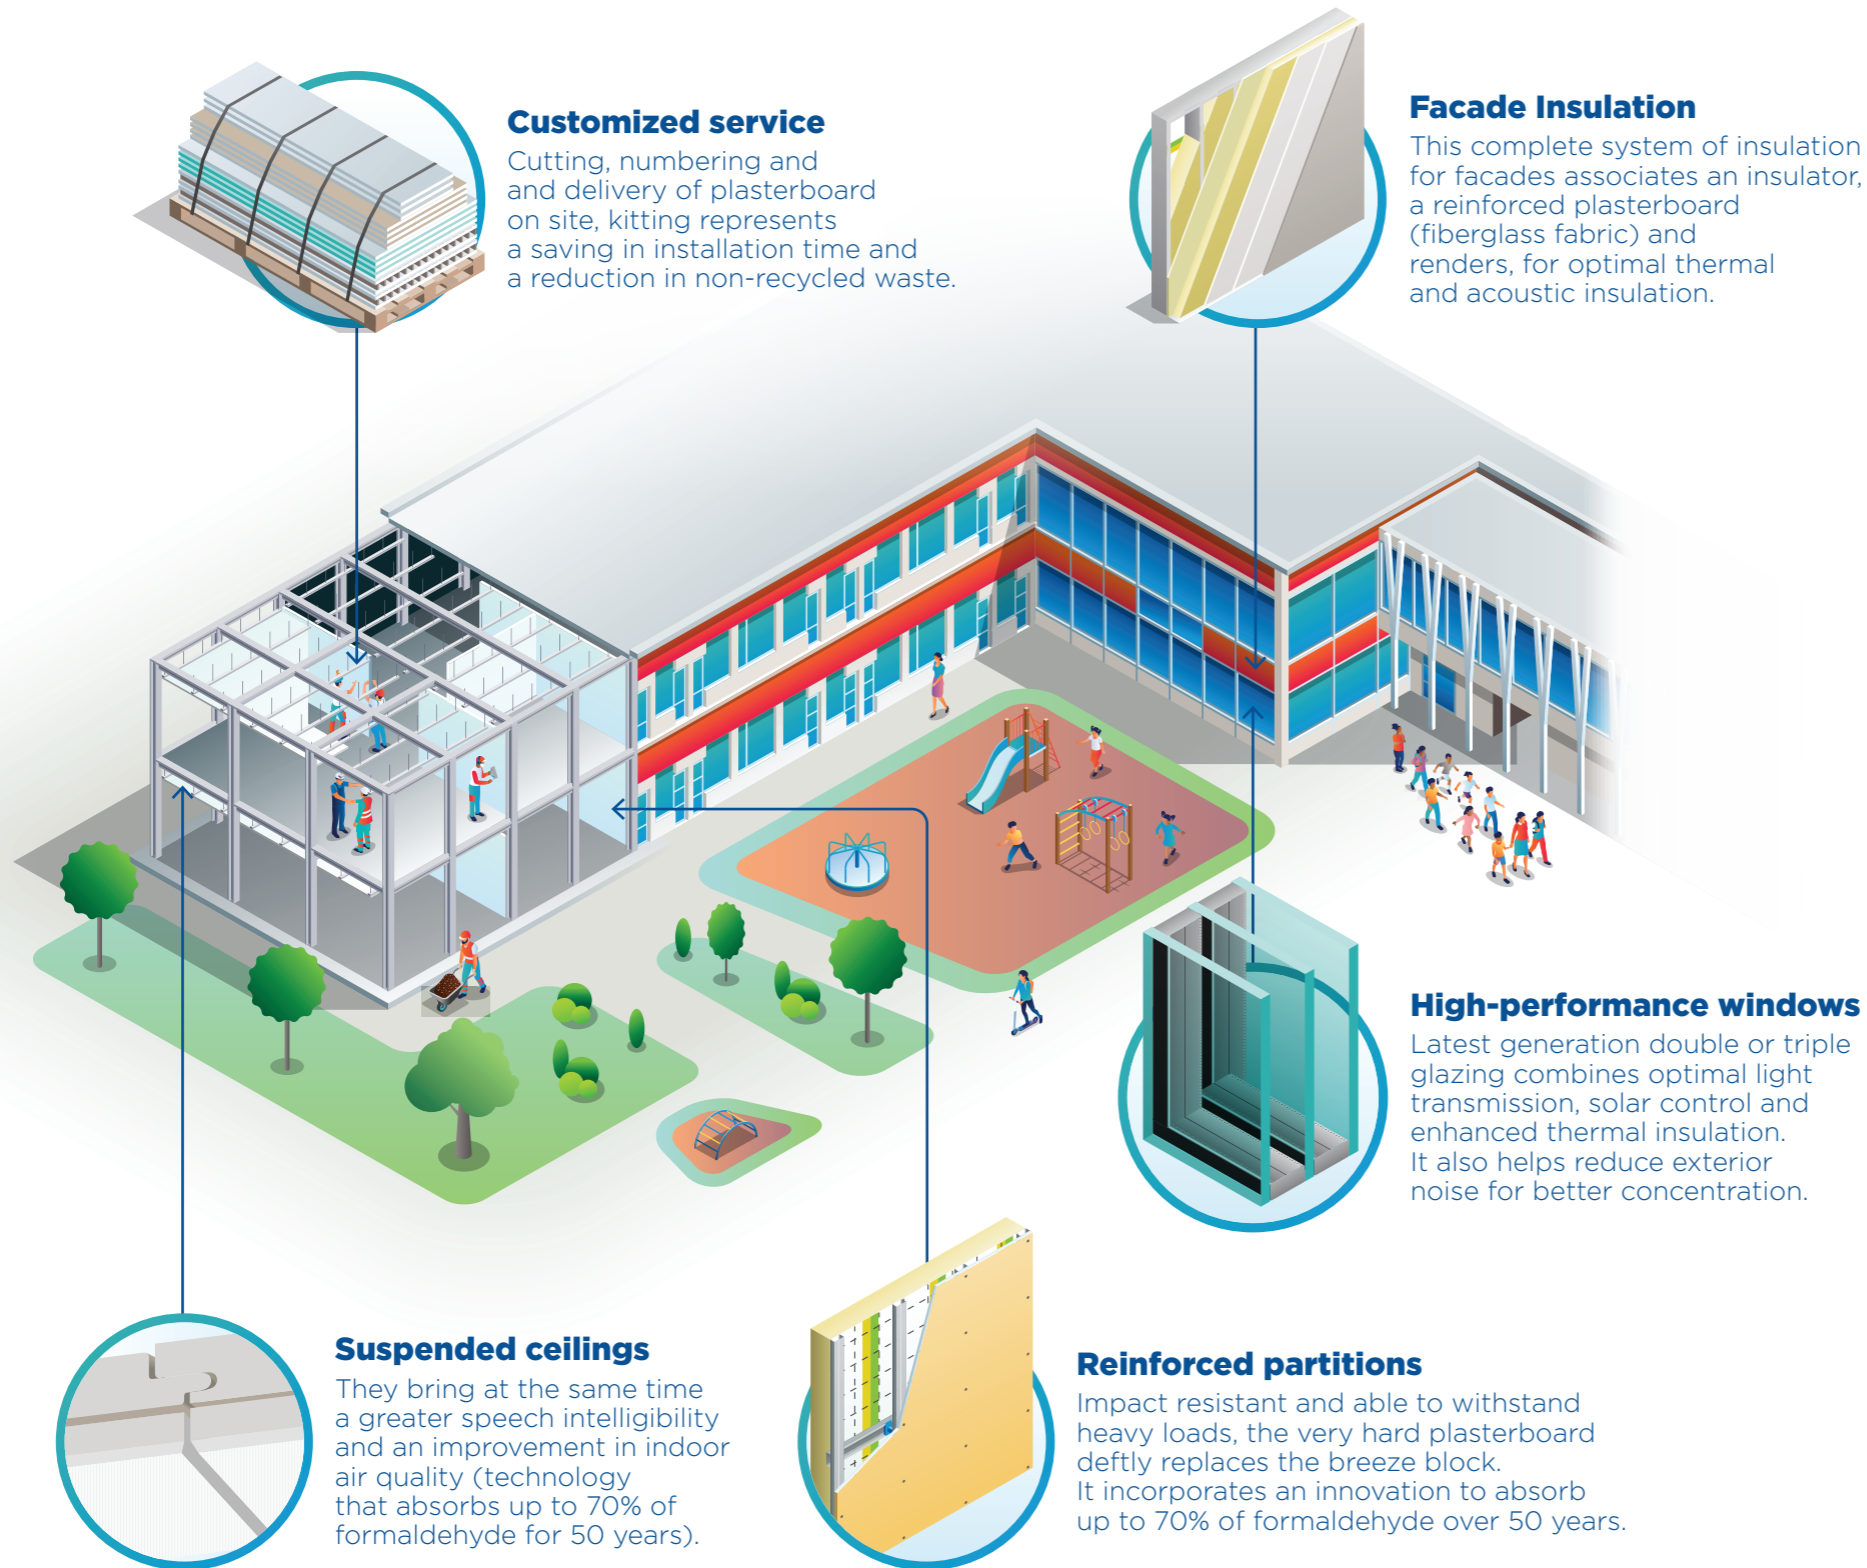 Customized service
Cutting, numbering and
and delivery of plasterboard
on site, kitting represents
a saving in installation time and
a reduction in non-recycled waste.
Facade Insulation
This complete system of insulation
for facades associates an insulator,
a reinforced plasterboard
(fiberglass fabric) and
renders, for optimal thermal
and acoustic insulation.
High-performance windows
Latest generation double or triple
glazing combines optimal light
transmission, solar control and
enhanced thermal insulation.
It also helps reduce exterior
noise for better concentration.
Suspended ceilings
They bring at the same time
a greater speech intelligibility
and an improvement in indoor
air quality (technology
that absorbs up to 70% of
formaldehyde for 50 years).
Reinforced partitions
Impact resistant and able to withstand
heavy loads, the very hard plasterboard
deftly replaces the breeze block.
It incorporates an innovation to absorb
up to 70% of formaldehyde over 50 years.